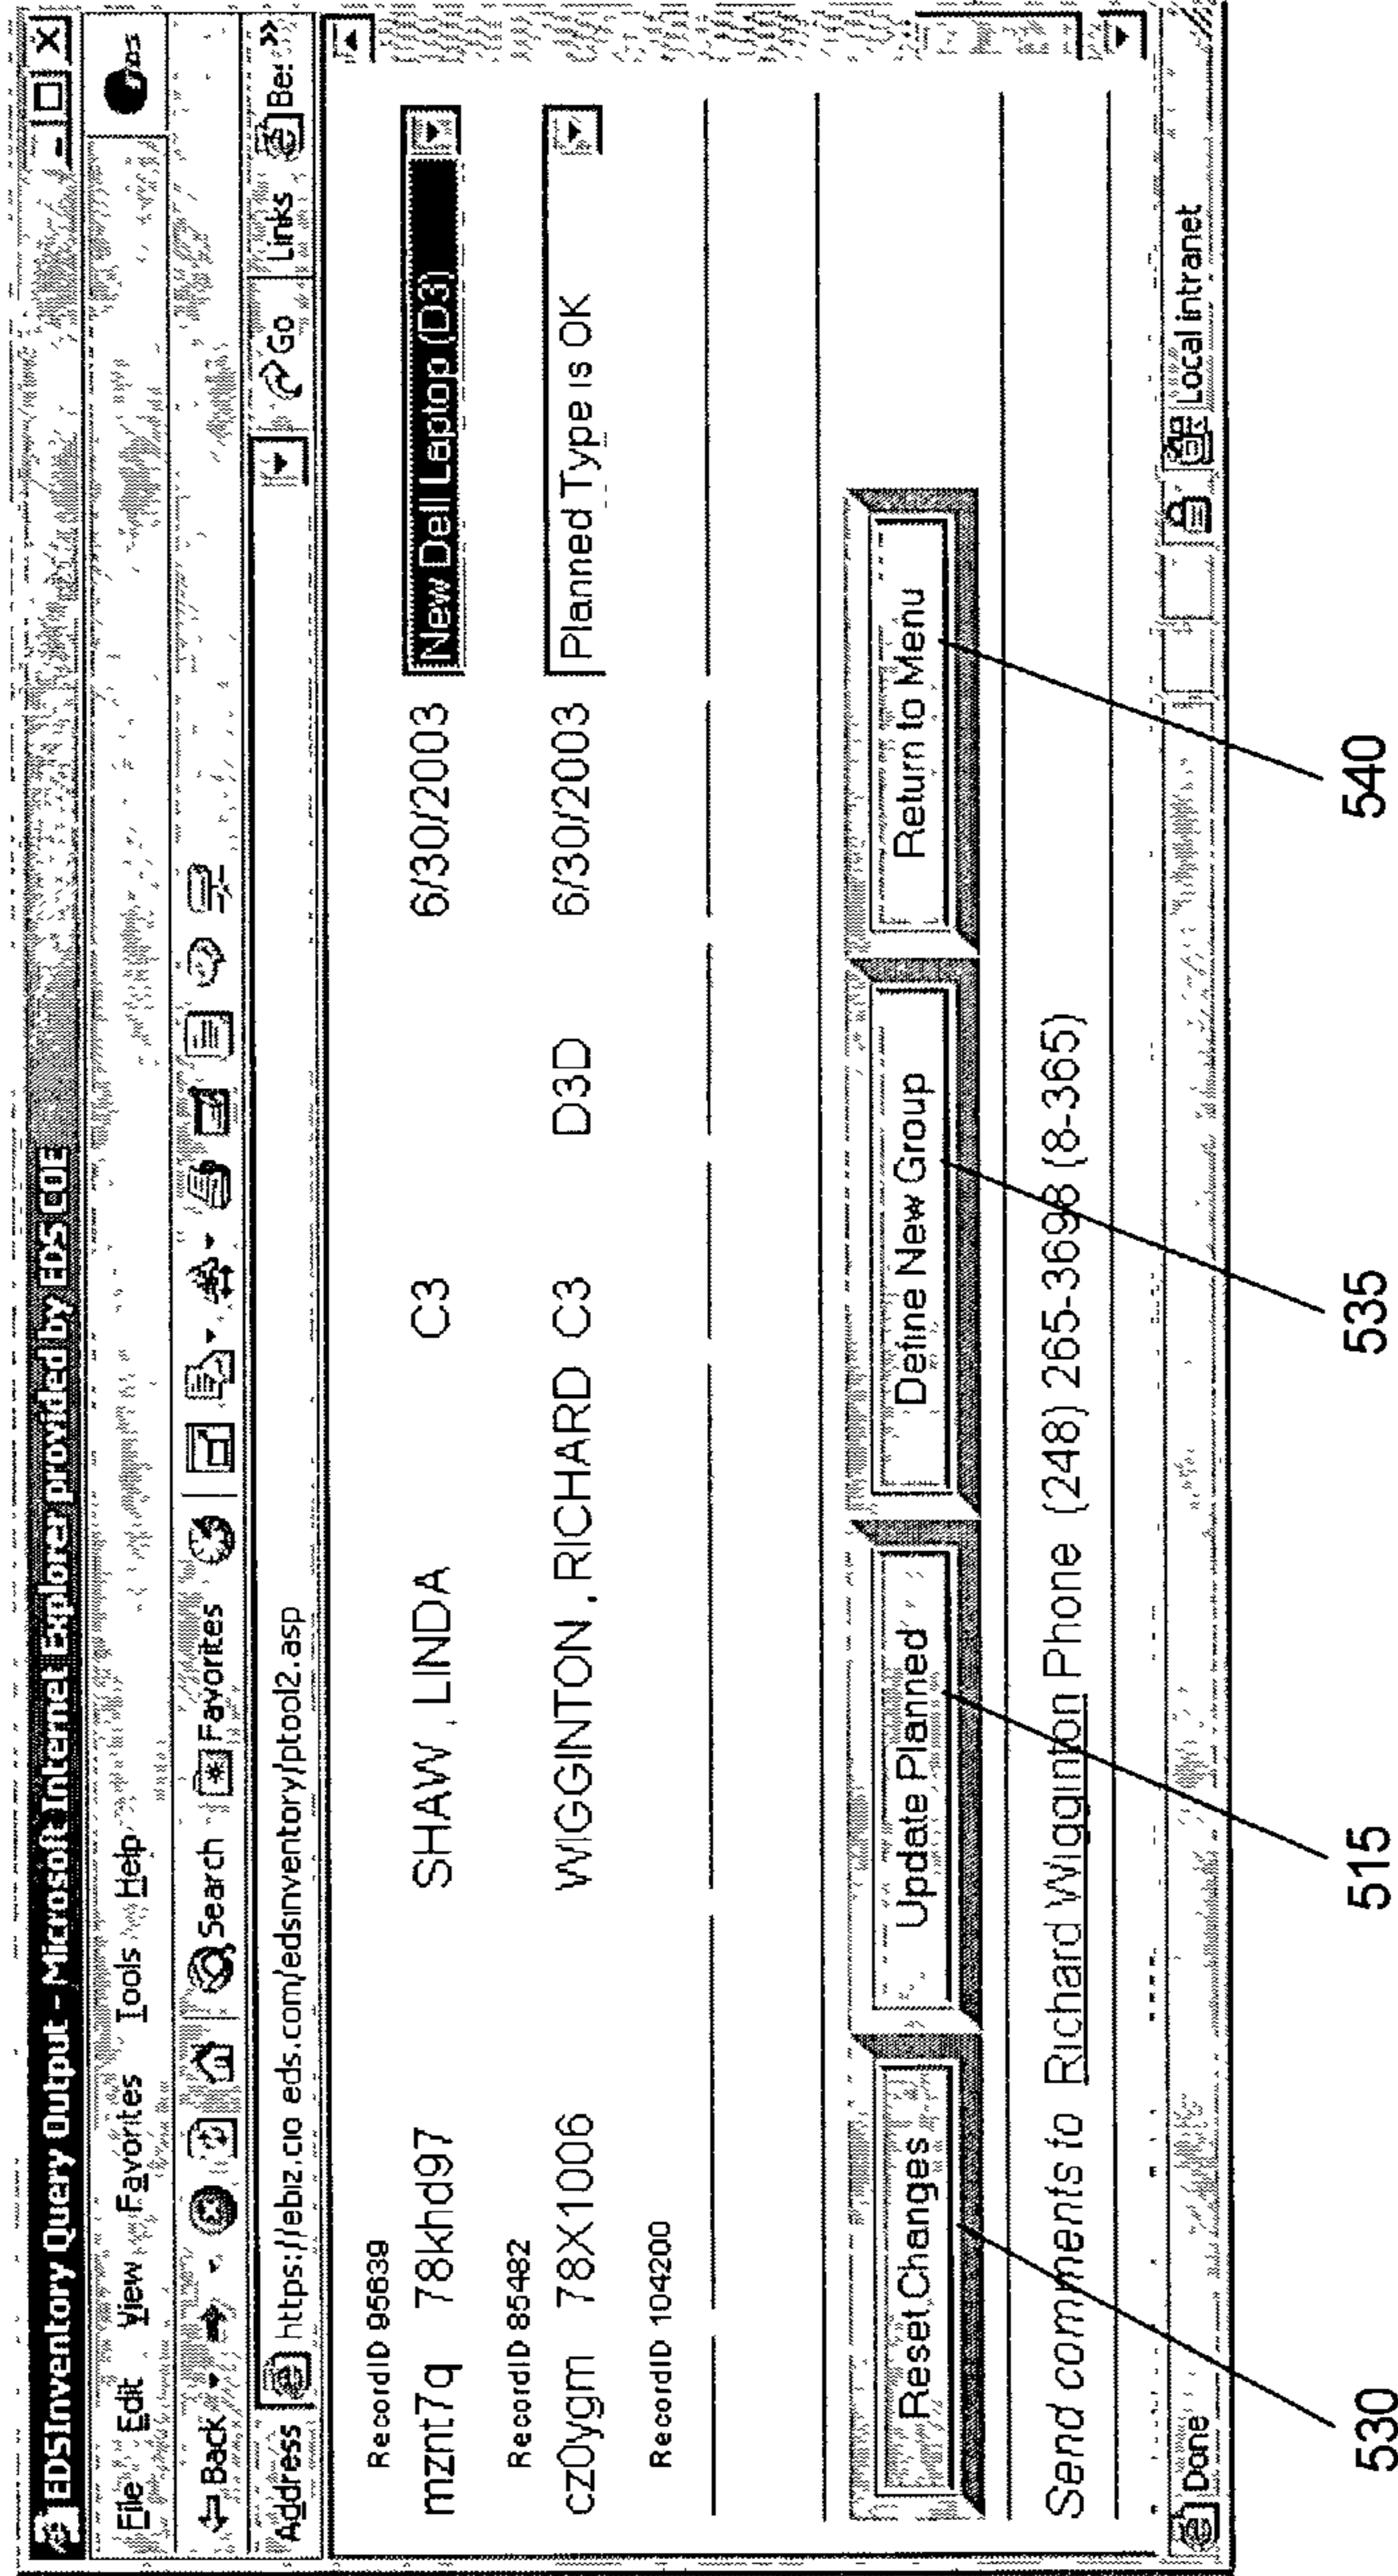 EDSInventory Query Output - Microsoft Internet Explorer provided by EDS COE
File Edit View Favorites Tools Help
Back Search Favorites
Address https://ebiz.cio eds.com/edsinventory/ptool2.asp Go Links Be: »
RecordID 95639
mznt7q 78khd97 SHAW , LINDA C3 6/30/2003 New Dell Laptop (D3)
RecordID 85482
cz0ygm 78X1006 WIGGINTON , RICHARD C3 D3D 6/30/2003 Planned Type is OK
RecordID 104200
Reset Changes Update Planned Define New Group Return to Menu
Send comments to Richard Wigginton Phone (248) 265-3698 (8-365)
Done Local intranet
530 515 535 540